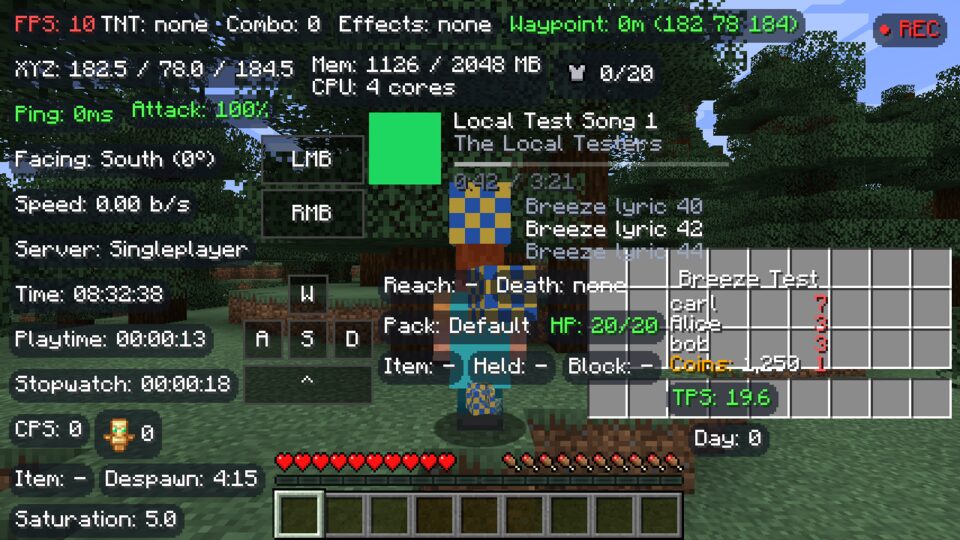 FPS: 10 TNT: none Combo: 0 Effects: none Waypoint: 0m (182 78 184) REC
XYZ: 182.5 / 78.0 / 184.5
Mem: 1126 / 2048 MB
CPU: 4 cores
0/20
Ping: 0ms Attack: 100%
Local Test Song 1
The Local Testers
0:42 / 3:21
Breeze lyric 40
Breeze lyric 42
Breeze lyric 44
Facing: South (0°)
LMB
Speed: 0.00 b/s
RMB
Server: Singleplayer
Time: 08:32:38
W
Reach: - Death: none
Breeze Test
carl 7
Alice 3
bob 3
Coins: 1,250 1
Playtime: 00:00:13
A S D
Pack: Default HP: 20/20
Item: - Held: - Block: -
Stopwatch: 00:00:18
^
TPS: 19.6
CPS: 0
0
Day: 0
Item: - Despawn: 4:15
Saturation: 5.0